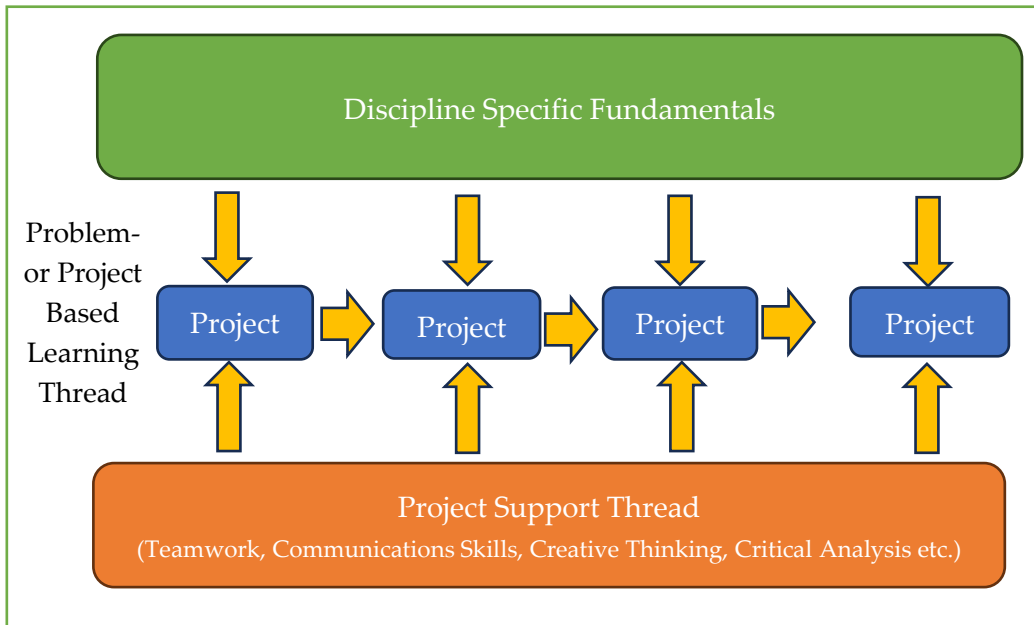 Discipline Specific Fundamentals
Problem-
or Project
Based
Learning
Thread
Project
Project
Project
Project
Project Support Thread
(Teamwork, Communications Skills, Creative Thinking, Critical Analysis etc.)